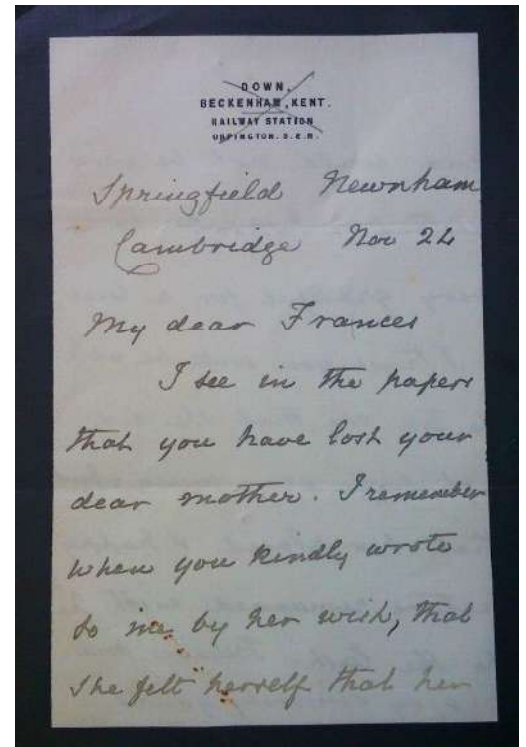 DOWN,
BECKENHAM, KENT.
RAILWAY STATION
ORPINGTON. S.E.R.
Springfield Newnham
Cambridge Nov 24
My dear Frances
I see in the papers
that you have lost your
dear mother. I remember
when you kindly wrote
to me by her wish, that
she felt herself that her